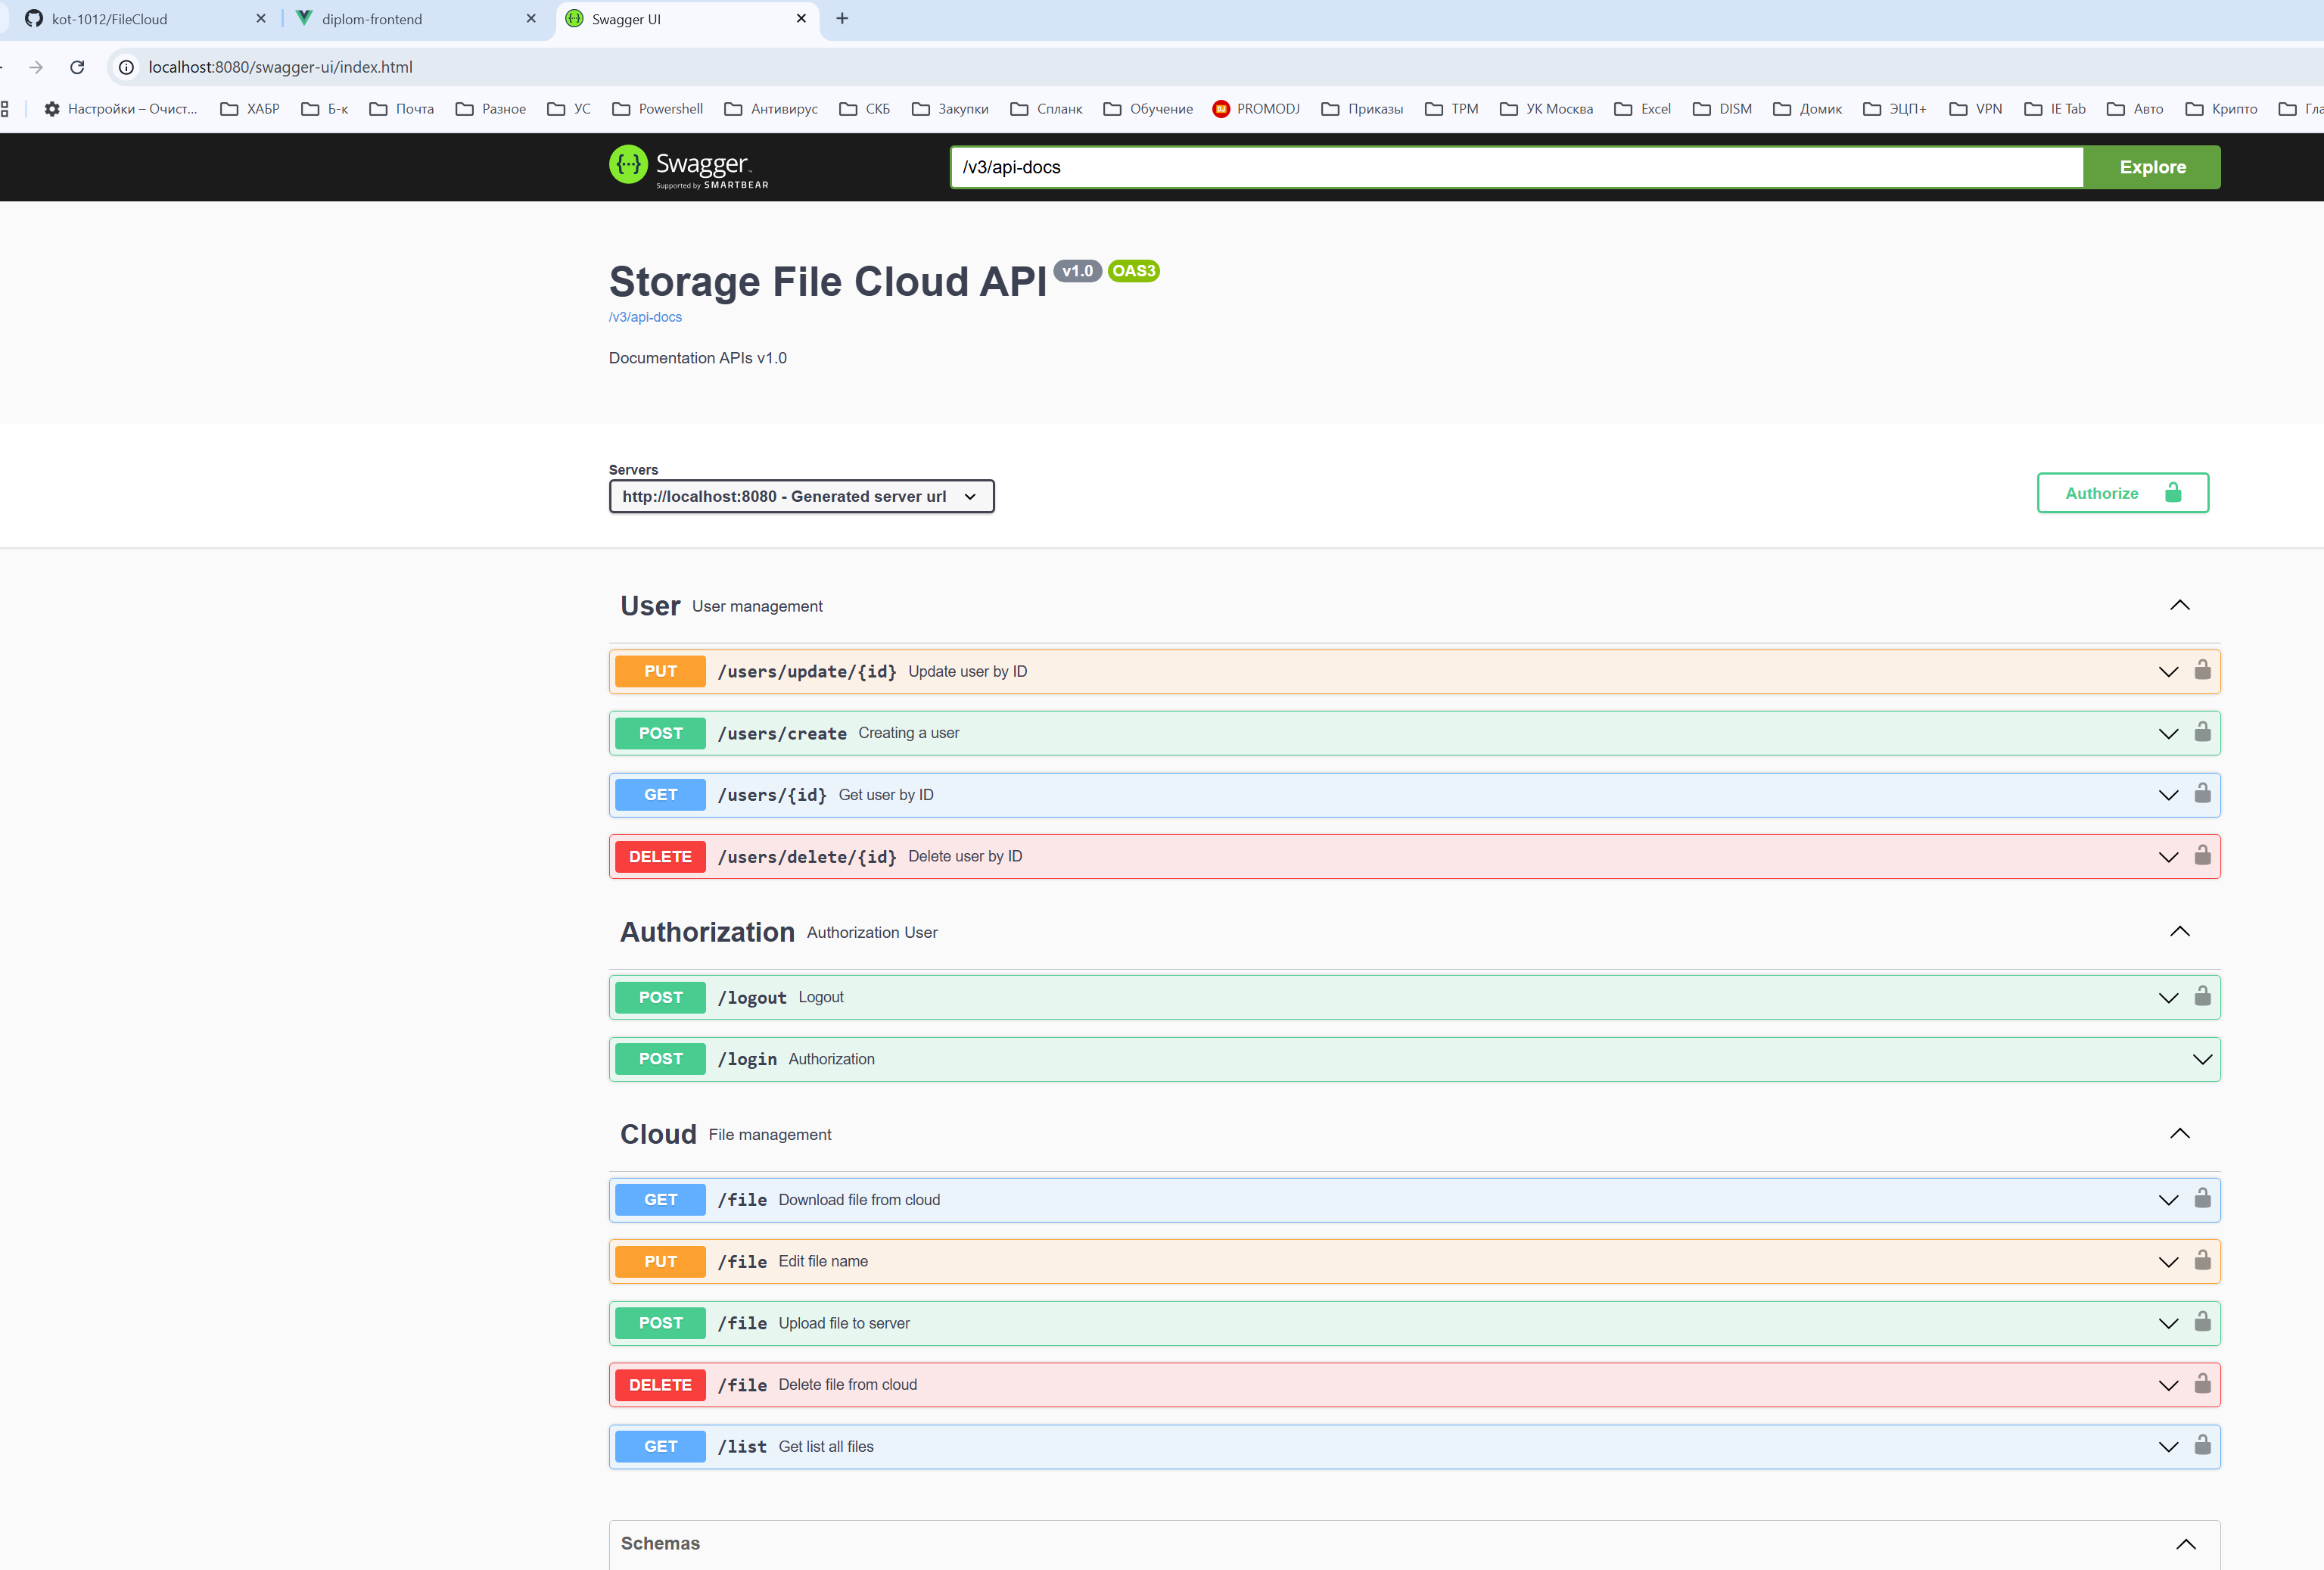 kot-1012/FileCloud
diplom-frontend
Swagger UI
localhost:8080/swagger-ui/index.html
Настройки – Очист... ХАБР Б-к Почта Разное УС Powershell Антивирус СКБ Закупки Спланк Обучение PROMODJ Приказы ТРМ УК Москва Excel DISM Домик ЭЦП+ VPN IE Tab Авто Крипто
Swagger
Supported by SMARTBEAR
/v3/api-docs
Explore
Storage File Cloud API v1.0 OAS3
/v3/api-docs
Documentation APIs v1.0
Servers
http://localhost:8080 - Generated server url
Authorize
User User management
PUT /users/update/{id} Update user by ID
POST /users/create Creating a user
GET /users/{id} Get user by ID
DELETE /users/delete/{id} Delete user by ID
Authorization Authorization User
POST /logout Logout
POST /login Authorization
Cloud File management
GET /file Download file from cloud
PUT /file Edit file name
POST /file Upload file to server
DELETE /file Delete file from cloud
GET /list Get list all files
Schemas